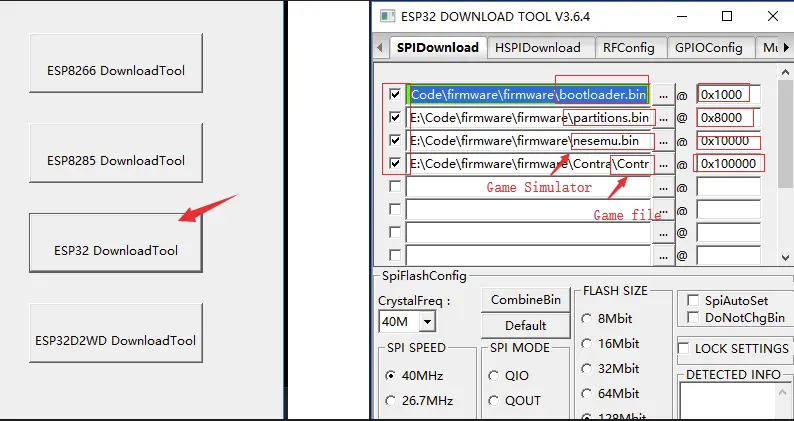 ESP8266 DownloadTool
ESP8285 DownloadTool
ESP32 DownloadTool
ESP32D2WD DownloadTool
ESP32 DOWNLOAD TOOL V3.6.4
SPIDownload HSPIDownload RFConfig GPIOConfig Mu
Code\firmware\firmware\bootloader.bin ... @ 0x1000
E:\Code\firmware\firmware\partitions.bin ... @ 0x8000
E:\Code\firmware\firmware\nesemu.bin ... @ 0x10000
E:\Code\firmware\firmware\Contra\Contr ... @ 0x100000
... @
Game Simulator
... @
Game file
... @
... @
SpiFlashConfig
CrystalFreq :
40M
CombineBin
Default
SPI SPEED
40MHz
26.7MHz
SPI MODE
QIO
QOUT
FLASH SIZE
8Mbit
16Mbit
32Mbit
64Mbit
128Mbit
SpiAutoSet
DoNotChgBin
LOCK SETTINGS
DETECTED INFO